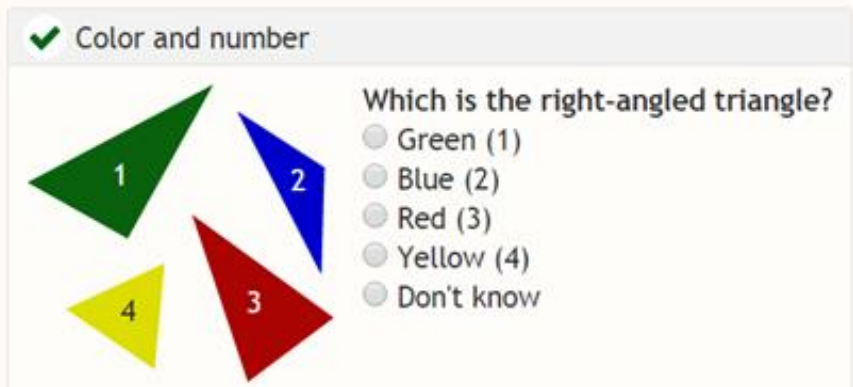 Color and number
Which is the right-angled triangle?
Green (1)
Blue (2)
Red (3)
Yellow (4)
Don't know
1
2
3
4